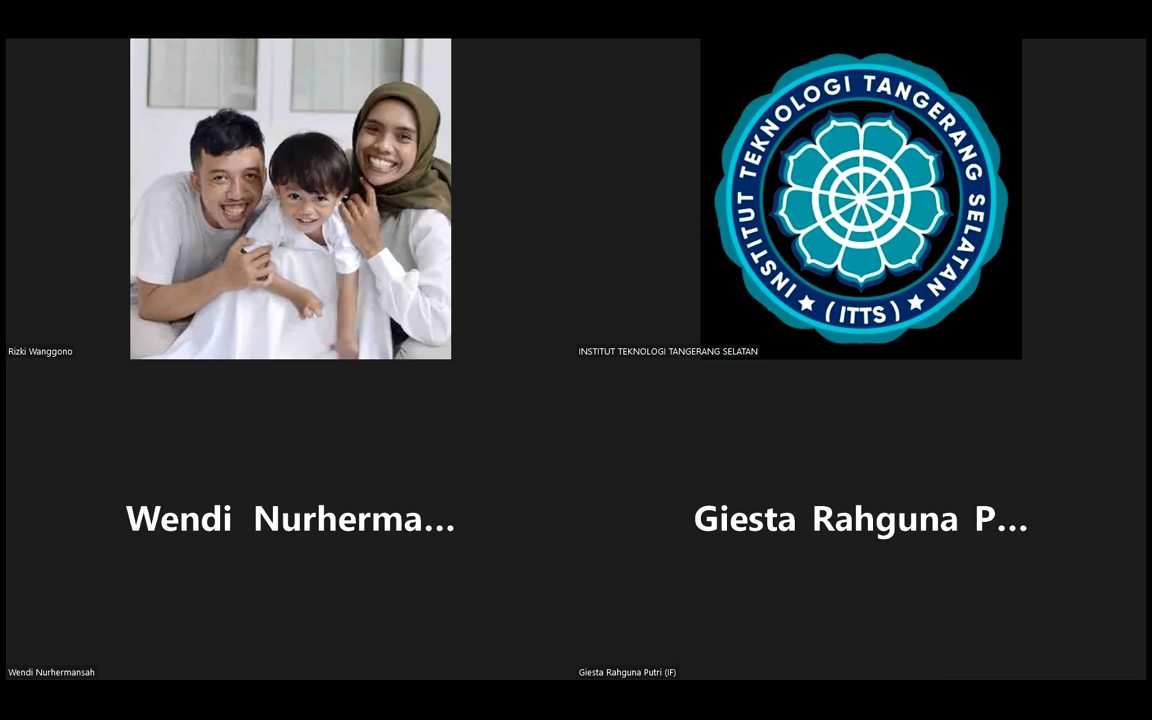 INSTITUT TEKNOLOGI TANGERANG SELATAN
( ITTS )
Rizki Wanggono
INSTITUT TEKNOLOGI TANGERANG SELATAN
Wendi Nurherma...
Giesta Rahguna P...
Wendi Nurhermansah
Giesta Rahguna Putri (IF)